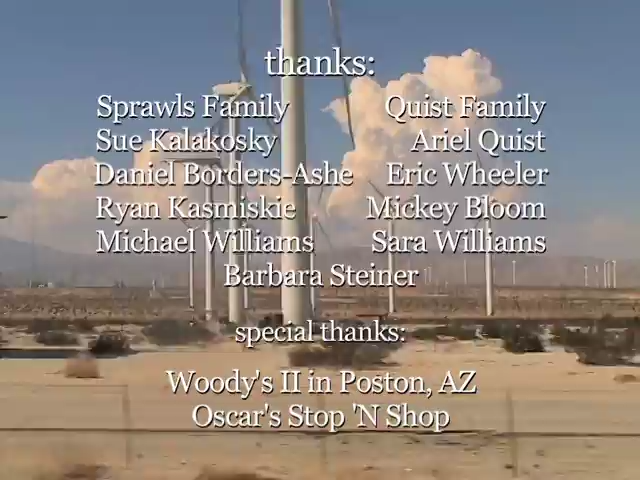 thanks:
Sprawls Family Quist Family
Sue Kalakosky Ariel Quist
Daniel Borders-Ashe Eric Wheeler
Ryan Kasmiskie Mickey Bloom
Michael Williams Sara Williams
Barbara Steiner
special thanks:
Woody's II in Poston, AZ
Oscar's Stop 'N Shop